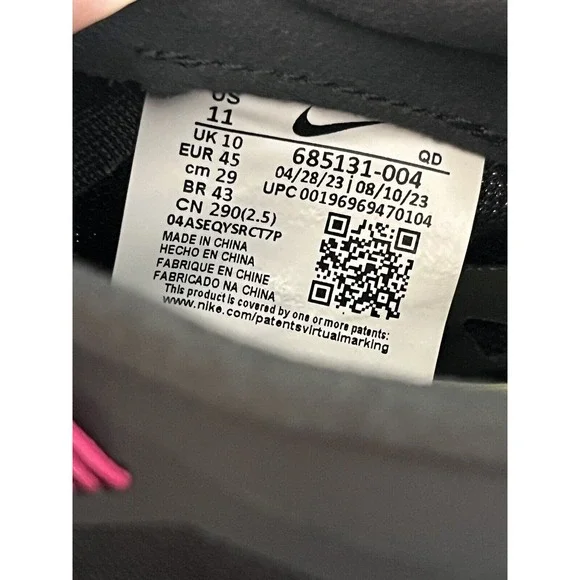 US
11
UK 10
EUR 45
cm 29
BR 43
CN 290(2.5)
QD
685131-004
04/28/23 | 08/10/23
UPC 00196969470104
04ASEQYSRCT7P
MADE IN CHINA
HECHO EN CHINA
FABRIQUE EN CHINE
FABRICADO NA CHINA
This product is covered by one or more patents:
www.nike.com/patentsvirtualmarking